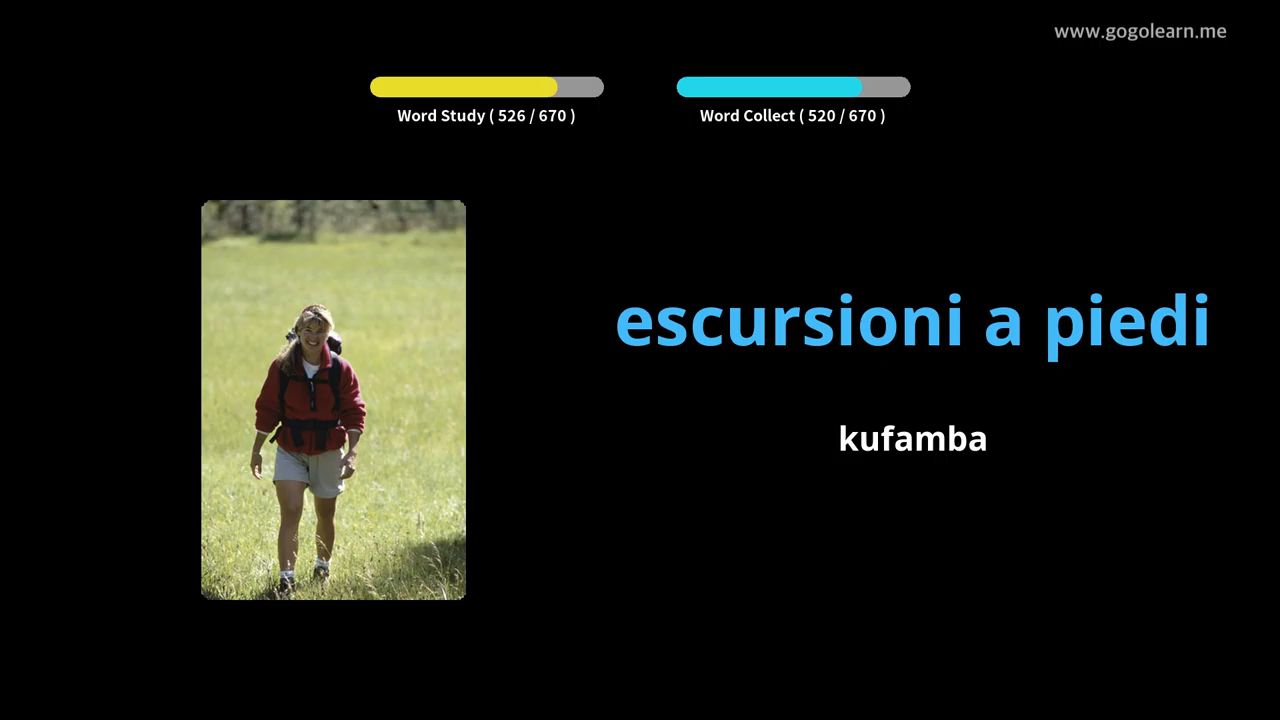 www.gogolearn.me
Word Study ( 526 / 670 )
Word Collect ( 520 / 670 )
escursioni a piedi
kufamba